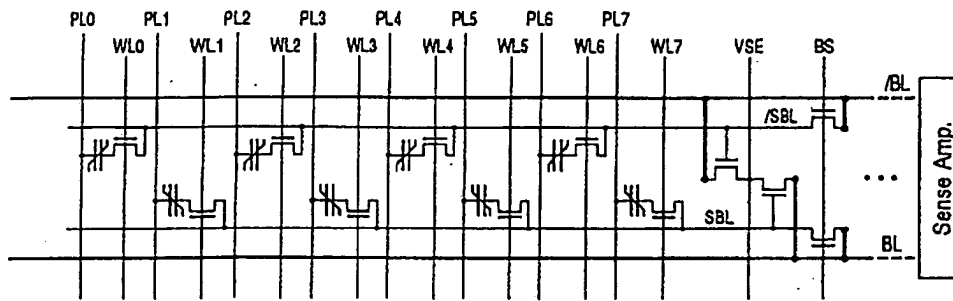 PL0 PL1 PL2 PL3 PL4 PL5 PL6 PL7
WL0 WL1 WL2 WL3 WL4 WL5 WL6 WL7 VSE BS
/BL
/SBL
SBL
BL
Sense Amp.